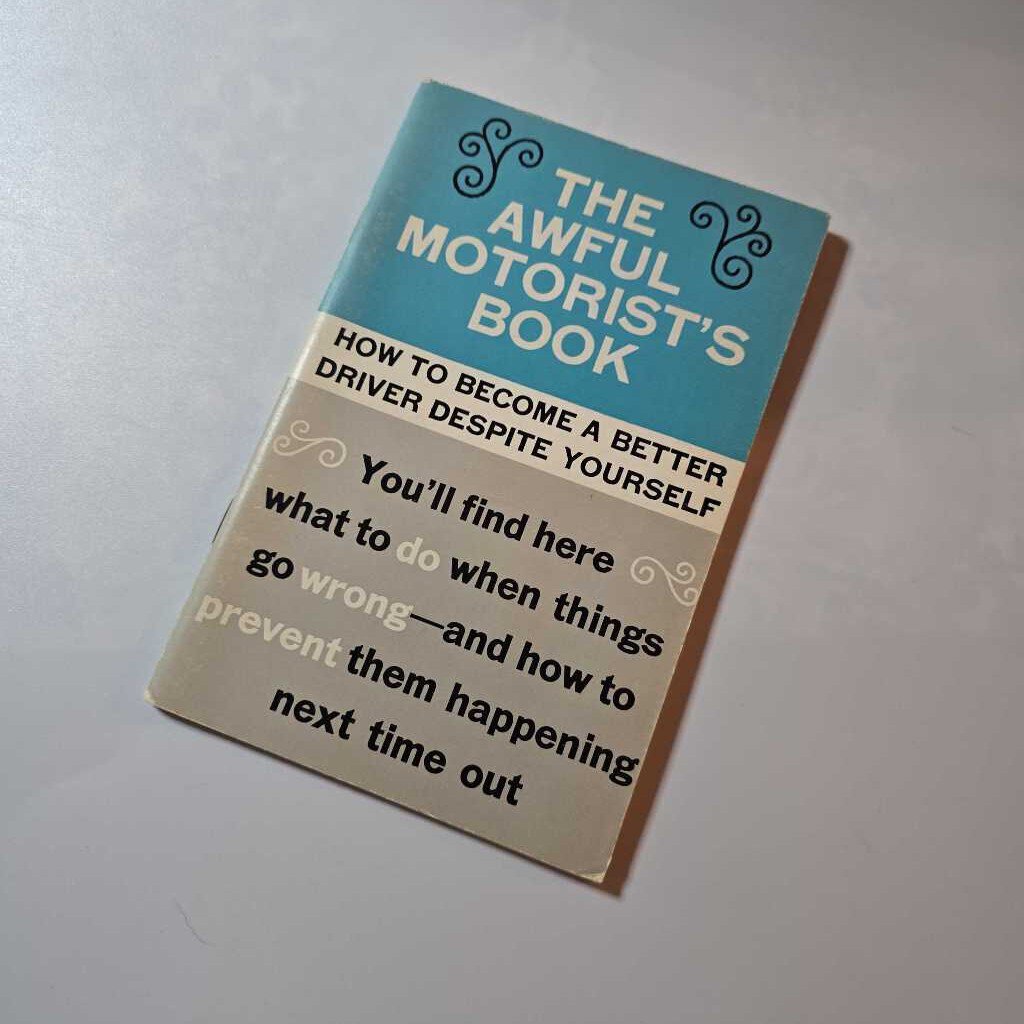 THE
AWFUL
MOTORIST'S
BOOK
HOW TO BECOME A BETTER
DRIVER DESPITE YOURSELF
You'll find here
what to do when things
go wrong—and how to
prevent them happening
next time out